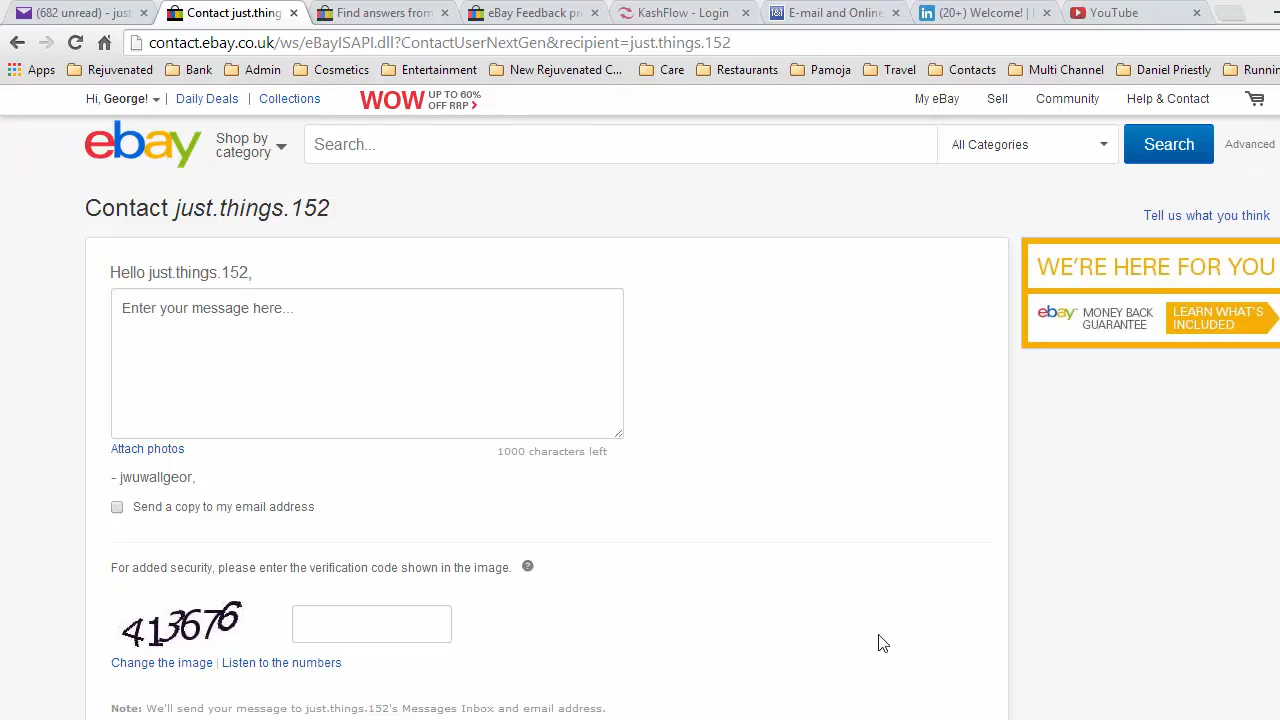 (682 unread) - just
Contact just.thing
Find answers from
eBay Feedback pr
KashFlow - Login
E-mail and Online
(20+) Welcome!
YouTube
contact.ebay.co.uk/ws/eBayISAPI.dll?ContactUserNextGen&recipient=just.things.152
Apps Rejuvenated Bank Admin Cosmetics Entertainment New Rejuvenated C... Care Restaurants Pamoja Travel Contacts Multi Channel Daniel Priestly Runnin
Hi, George! | Daily Deals | Collections
WOW UP TO 60% OFF RRP
My eBay Sell Community Help & Contact
ebay
Shop by
category
Search...
All Categories
Search
Advanced
Contact just.things.152
Tell us what you think
Hello just.things.152,
Enter your message here...
WE'RE HERE FOR YOU
ebay MONEY BACK GUARANTEE
LEARN WHAT'S INCLUDED
Attach photos
1000 characters left
- jwuwallgeor,
Send a copy to my email address
For added security, please enter the verification code shown in the image.
413676
Change the image | Listen to the numbers
Note: We'll send your message to just.things.152's Messages Inbox and email address.